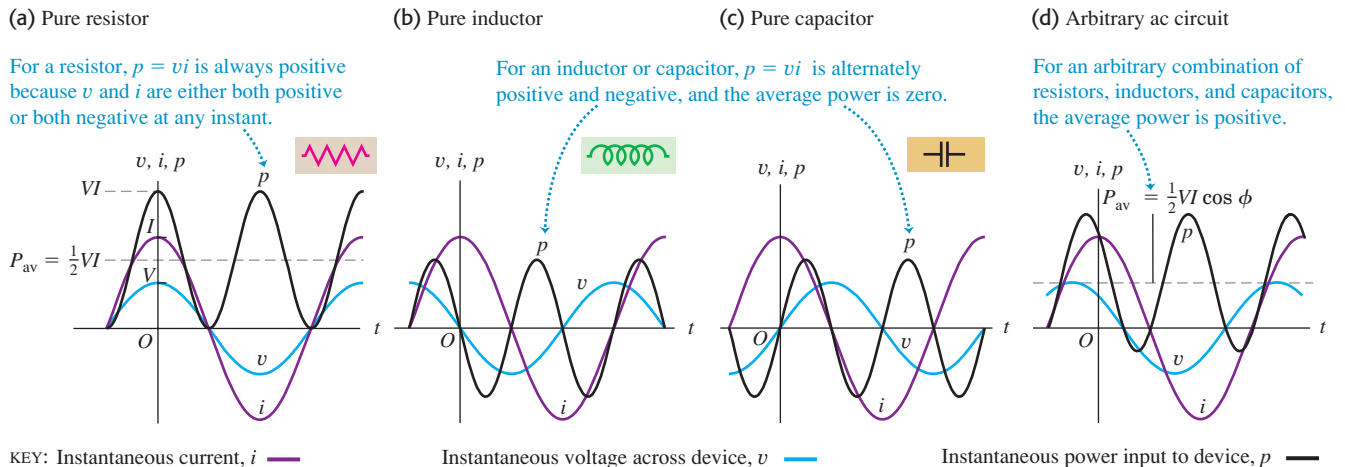 (a) Pure resistor
For a resistor, p = vi is always positive
because v and i are either both positive
or both negative at any instant.
v, i, p
VI
p
I
P_av = ½VI
V
t
O
v
i
(b) Pure inductor
(c) Pure capacitor
For an inductor or capacitor, p = vi is alternately
positive and negative, and the average power is zero.
v, i, p
p
v
t
O
i
v, i, p
p
t
O
v
i
(d) Arbitrary ac circuit
For an arbitrary combination of
resistors, inductors, and capacitors,
the average power is positive.
v, i, p
P_av = ½VI cos ϕ
p
t
O
v
i
KEY: Instantaneous current, i
Instantaneous voltage across device, v
Instantaneous power input to device, p